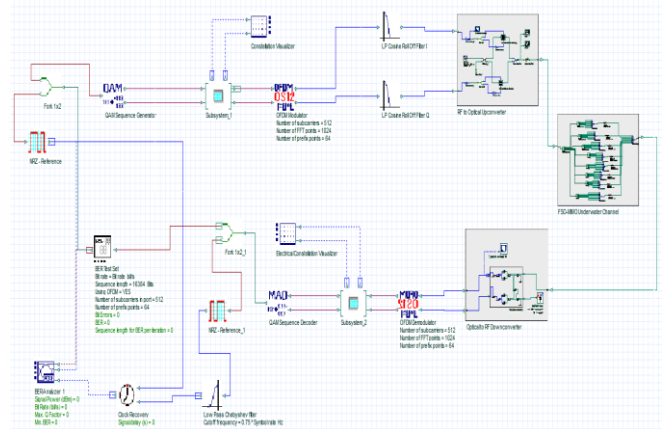 Constellation Visualizer
LP Cosine Roll Off Filter I
RF to Optical Upconverter
Fork 1x2
QAM
QAM Sequence Generator
Subsystem_1
OFDM
OFDM Modulator
Number of subcarriers = 512
Number of FFT points = 1024
Number of prefix points = 64
LP Cosine Roll Off Filter Q
NRZ - Reference
FSO-MIMO Underwater Channel
Fork 1x2_1
Electrical Constellation Visualizer
BER Test Set
Bitrate = Bitrate bits/s
Sequence length = 16384 Bits
Using OFDM = YES
Number of subcarriers in port = 512
Number of prefix points = 64
Bit Errors = 0
BER = 0
Sequence length for BER per iteration = 0
NRZ - Reference_1
QAM Sequence Decoder
Subsystem_2
OFDM Demodulator
Number of subcarriers = 512
Number of FFT points = 1024
Number of prefix points = 64
Optical to RF Downconverter
BER Analyzer 1
Signal Power (dBm) = 0
Bit Rate (bits/s) = 0
Max. Q Factor = 0
Min. BER = 0
Clock Recovery
Signal delay (s) = 0
Low Pass Chebyshev filter
Cutoff frequency = 0.75 * Symbol rate Hz